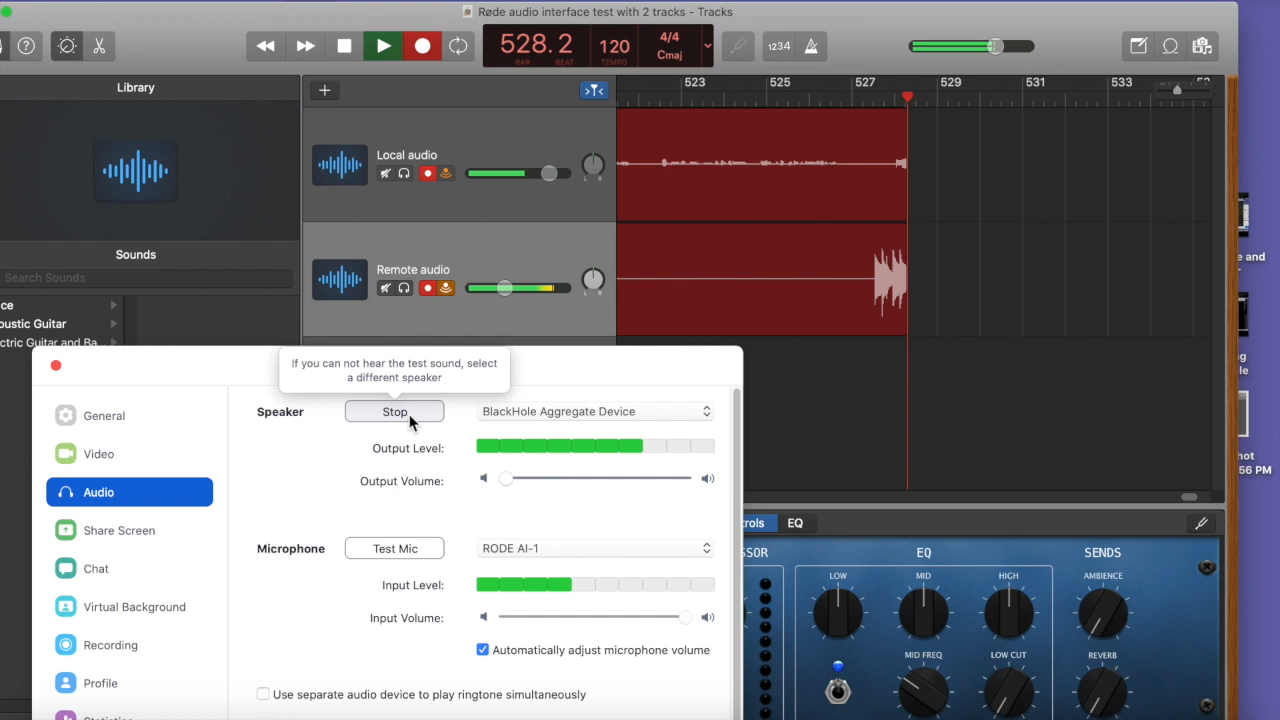 Røde audio interface test with 2 tracks - Tracks
528.2
BAR
BEAT
120
TEMPO
4/4
Cmaj
1234
Library
Sounds
Search Sounds
ce
oustic Guitar
ctric Guitar and Ba...
523
525
527
529
531
533
Local audio
L
R
Remote audio
L
R
e and
g
ele
hot
56 PM
If you can not hear the test sound, select
a different speaker
General
Video
Audio
Share Screen
Chat
Virtual Background
Recording
Profile
Speaker
Stop
BlackHole Aggregate Device
Output Level:
Output Volume:
Microphone
Test Mic
RODE AI-1
Input Level:
Input Volume:
Automatically adjust microphone volume
Use separate audio device to play ringtone simultaneously
rols
EQ
SOR
EQ
SENDS
LOW
MID
HIGH
AMBIENCE
MID FREQ
LOW CUT
REVERB